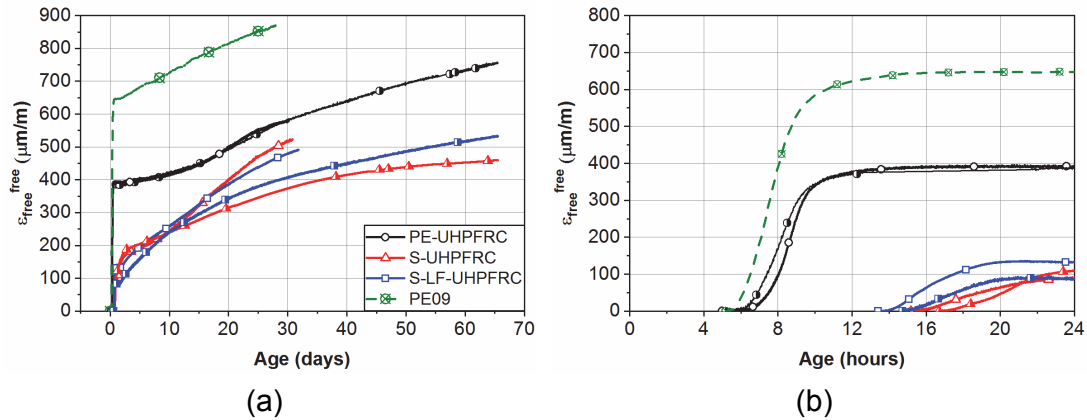 900
800
700
600
500
400
300
200
100
0
0 10 20 30 40 50 60 70
ε_free^free (μm/m)
Age (days)
PE-UHPFRC
S-UHPFRC
S-LF-UHPFRC
PE09
(a)
800
700
600
500
400
300
200
100
0
0 4 8 12 16 20 24
ε_free^free (μm/m)
Age (hours)
(b)